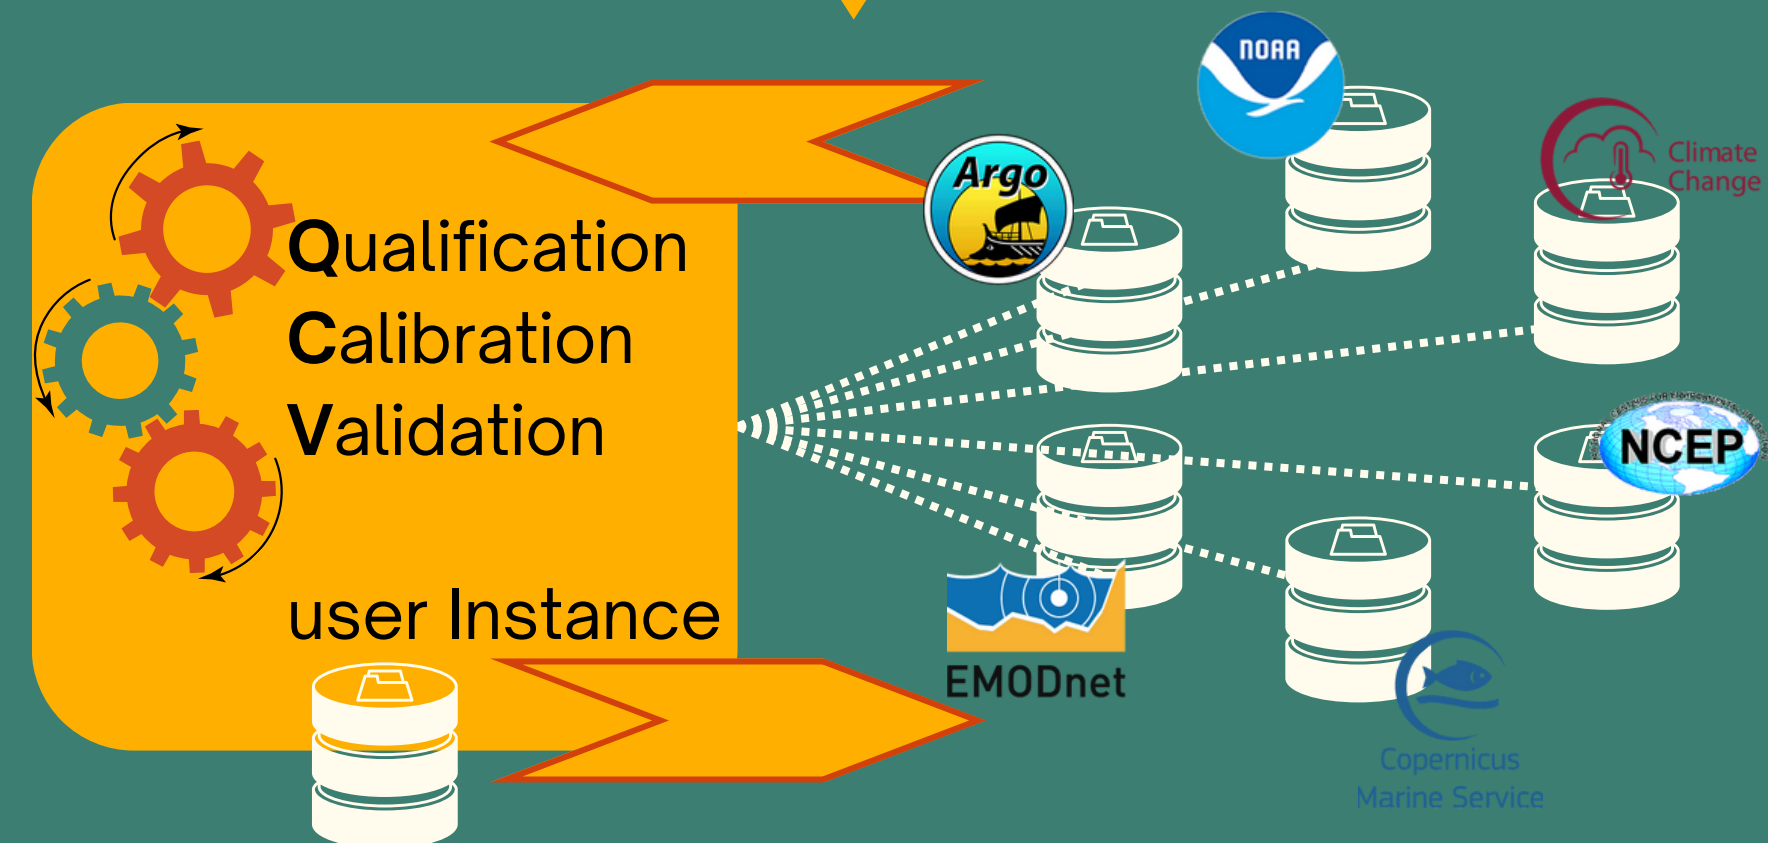 Qualification
Calibration
Validation
user Instance
Argo
NOAA
Climate
Change
NCEP
EMODnet
Copernicus
Marine Service